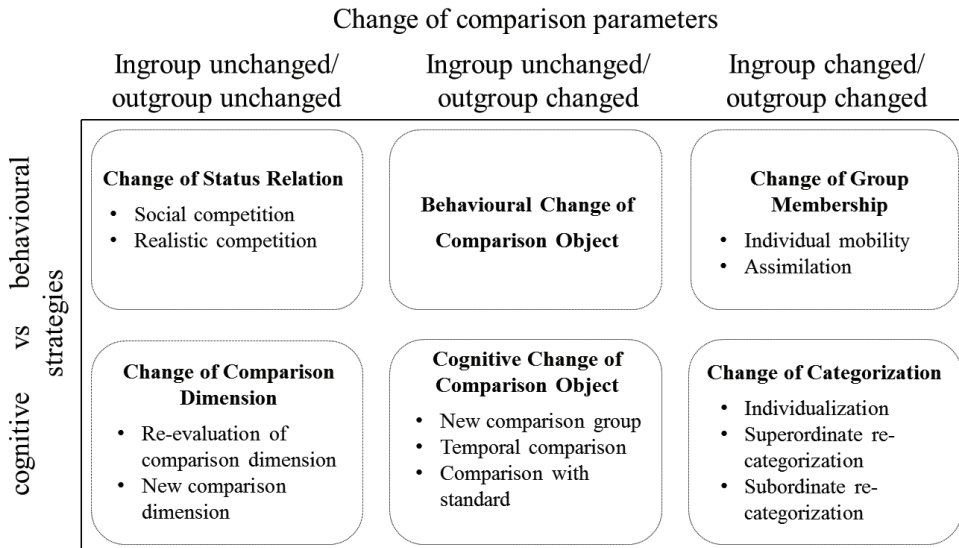 Change of comparison parameters
Ingroup unchanged/
outgroup unchanged
Ingroup unchanged/
outgroup changed
Ingroup changed/
outgroup changed
cognitive vs behavioural
strategies
Change of Status Relation
• Social competition
• Realistic competition
Behavioural Change of
Comparison Object
Change of Group
Membership
• Individual mobility
• Assimilation
Change of Comparison
Dimension
• Re-evaluation of
comparison dimension
• New comparison
dimension
Cognitive Change of
Comparison Object
• New comparison group
• Temporal comparison
• Comparison with
standard
Change of Categorization
• Individualization
• Superordinate re-
categorization
• Subordinate re-
categorization